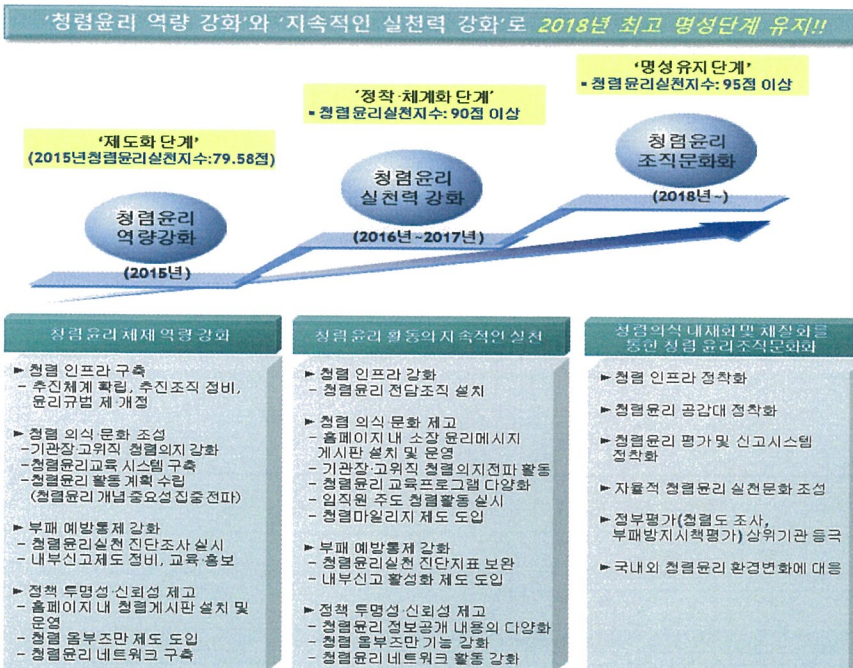 '청렴윤리 역량 강화'와 '지속적인 실천력 강화'로 2018년 최고 명성단계 유지!!
'제도화 단계'
(2015년청렴윤리실천지수:79.58점)
청렴윤리
역량강화
(2015년)
'정착·체계화 단계'
▪ 청렴윤리실천지수: 90점 이상
청렴윤리
실천력 강화
(2016년~2017년)
'명성유지단계'
▪ 청렴윤리실천지수: 95점 이상
청렴윤리
조직문화화
(2018년~)
청렴윤리 체제 역량 강화
► 청렴 인프라 구축
- 추진체계 확립, 추진조직 정비,
윤리규범 제·개정
► 청렴 의식·문화 조성
-기관장·고위직 청렴의지 강화
-청렴윤리교육 시스템 구축
-청렴윤리 활동 계획 수립
(청렴윤리 개념·중요성 집중 전파)
► 부패 예방통제 강화
- 청렴윤리실천 진단조사 실시
- 내부신고제도 정비, 교육·홍보
► 정책 투명성·신뢰성 제고
- 홈페이지 내 청렴게시판 설치 및
운영
- 청렴 옴부즈만 제도 도입
- 청렴윤리 네트워크 구축
청렴윤리 활동의 지속적인 실천
► 청렴 인프라 강화
- 청렴윤리 전담조직 설치
► 청렴 의식·문화 제고
- 홈페이지 내 소장 윤리메시지
게시판 설치 및 운영
- 기관장·고위직 청렴의지전파 활동
- 청렴윤리 교육프로그램 다양화
- 임직원 주도 청렴활동 실시
- 청렴마일리지 제도 도입
► 부패 예방통제 강화
- 청렴윤리실천 진단지표 보완
- 내부신고 활성화 제도 도입
► 정책 투명성·신뢰성 제고
- 청렴윤리 정보공개 내용의 다양화
- 청렴 옴부즈만 기능 강화
- 청렴윤리 네트워크 활동 강화
청렴의식 내재화 및 체질화를
통한 청렴 윤리조직문화화
► 청렴 인프라 정착화
► 청렴윤리 공감대 정착화
► 청렴윤리 평가 및 신고시스템
정착화
► 자율적 청렴윤리 실천문화 조성
► 정부평가(청렴도 조사,
부패방지시책평가) 상위기관 등극
► 국내외 청렴윤리 환경변화에 대응